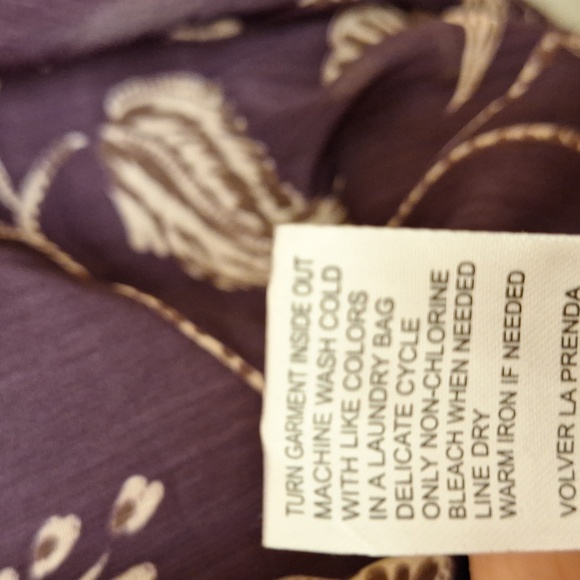 TURN GARMENT INSIDE OUT
MACHINE WASH COLD
WITH LIKE COLORS
IN A LAUNDRY BAG
DELICATE CYCLE
ONLY NON-CHLORINE
BLEACH WHEN NEEDED
LINE DRY
WARM IRON IF NEEDED
VOLVER LA PRENDA